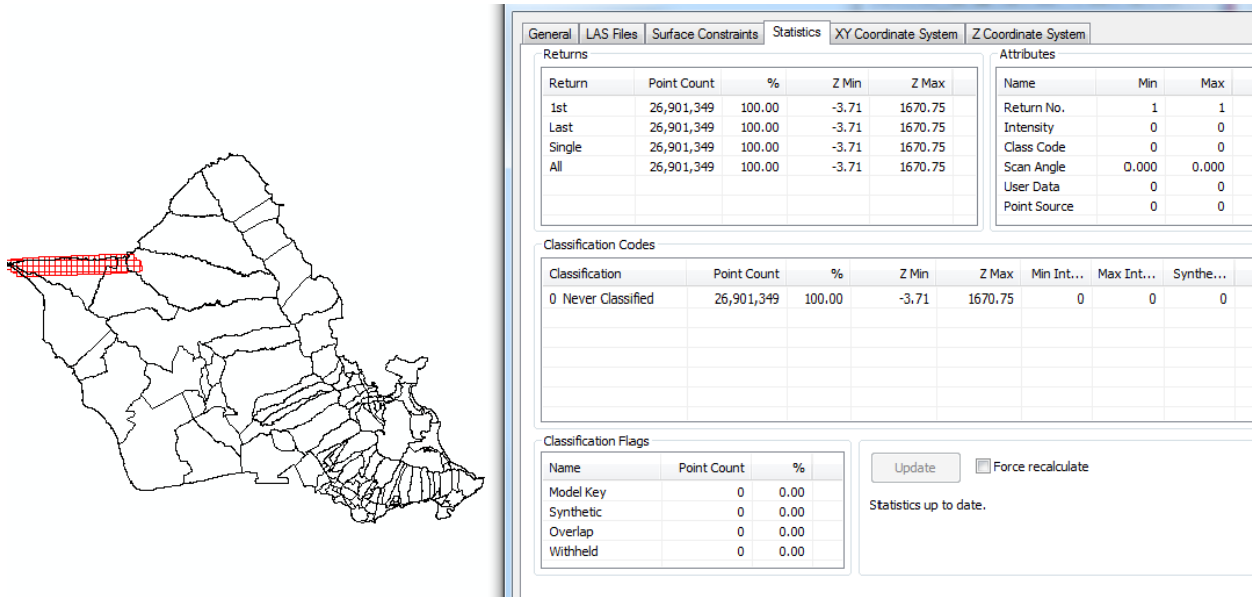 General LAS Files Surface Constraints Statistics XY Coordinate System Z Coordinate System
Returns
Return Point Count % Z Min Z Max
1st 26,901,349 100.00 -3.71 1670.75
Last 26,901,349 100.00 -3.71 1670.75
Single 26,901,349 100.00 -3.71 1670.75
All 26,901,349 100.00 -3.71 1670.75
Attributes
Name Min Max
Return No. 1 1
Intensity 0 0
Class Code 0 0
Scan Angle 0.000 0.000
User Data 0 0
Point Source 0 0
Classification Codes
Classification Point Count % Z Min Z Max Min Int... Max Int... Synthe...
0 Never Classified 26,901,349 100.00 -3.71 1670.75 0 0 0
Classification Flags
Name Point Count %
Model Key 0 0.00
Synthetic 0 0.00
Overlap 0 0.00
Withheld 0 0.00
Update Force recalculate
Statistics up to date.